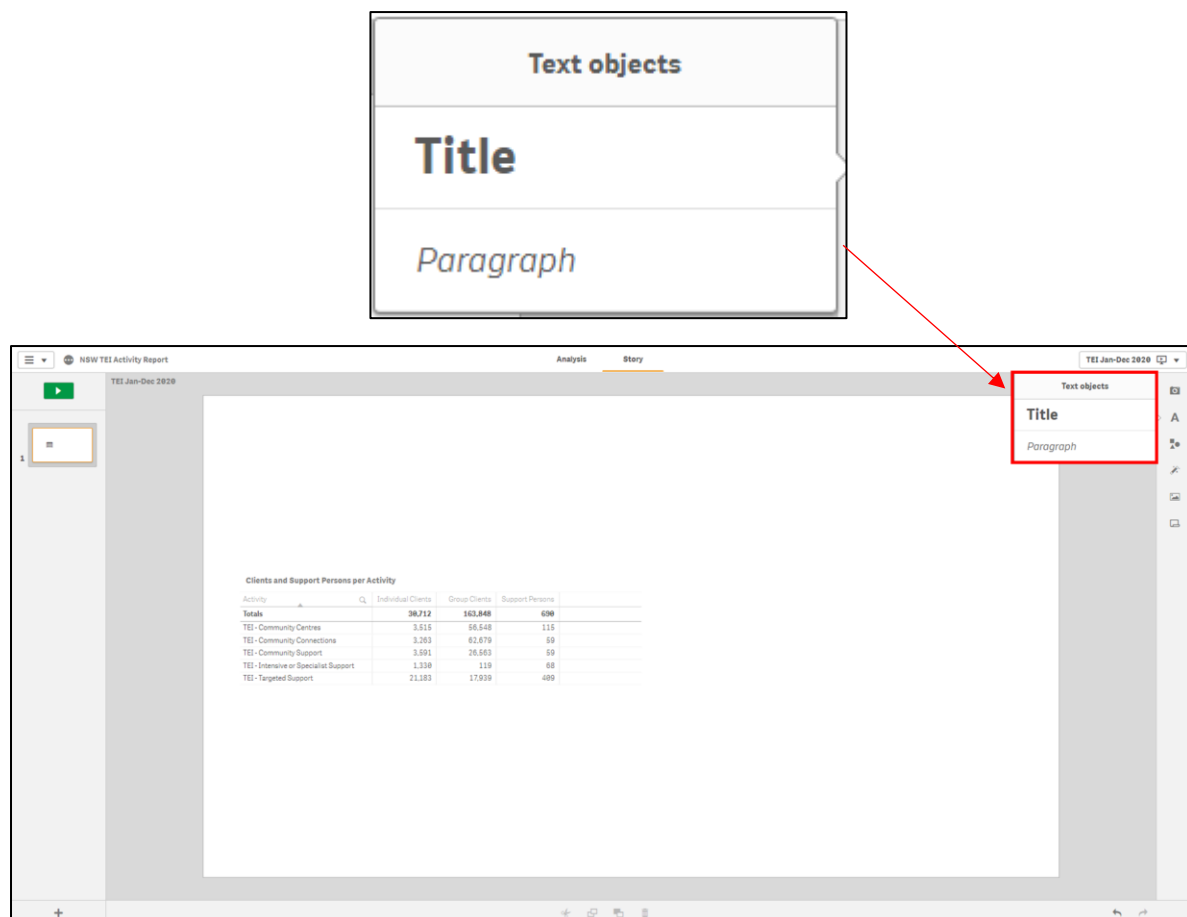 Text objects
Title
Paragraph
NSW TEI Activity Report
Analysis Story
TEI Jan-Dec 2020
TEI Jan-Dec 2020
Text objects
Title
A
Paragraph
1
Clients and Support Persons per Activity
Activity Individual Clients Group Clients Support Persons
Totals 30,712 163,848 690
TEI - Community Centres 3,515 56,548 115
TEI - Community Connections 3,263 62,679 59
TEI - Community Support 3,591 26,563 59
TEI - Intensive or Specialist Support 1,330 119 68
TEI - Targeted Support 21,183 17,939 409